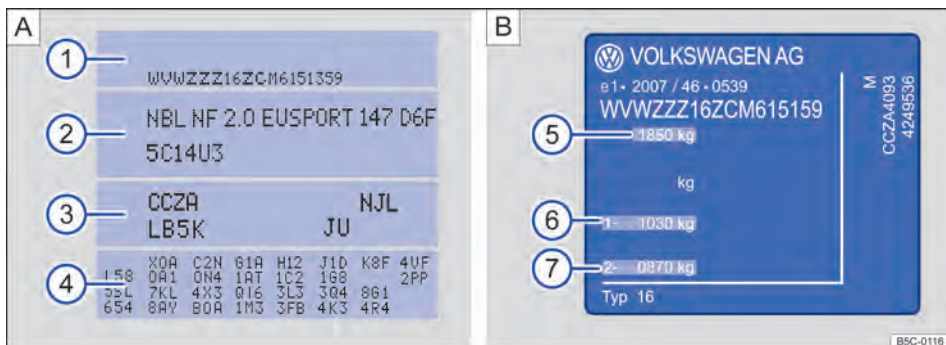 A
1
WVWZZZ16ZCM6151359
2
NBL NF 2.0 EUSPORT 147 D6F
5C14U3
3
CCZA NJL
LB5K JU
4
X0A C2N G1A H12 J1D K8F 4VF
L58 0A1 0N4 1AT 1C2 1G8 2PP
55L 7KL 4X3 QI6 3L3 3Q4 8G1
654 8AY B0A 1M3 3FB 4K3 4R4
B
VOLKSWAGEN AG
e1• 2007 / 46 • 0539
WVWZZZ16ZCM615159
5
1850 kg
kg
6
1- 1030 kg
7
2- 0870 kg
Typ 16
M
CCZA4093
4249536
B5C-0116